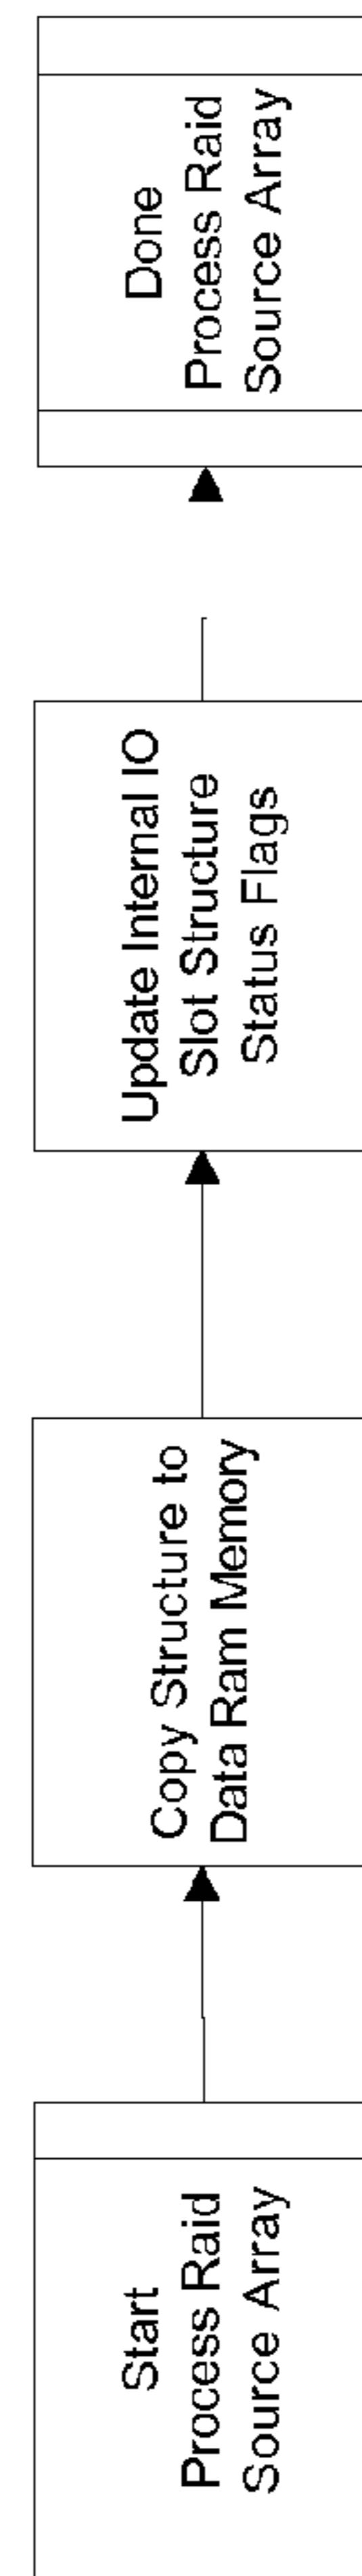 Start
Process Raid
Source Array
Copy Structure to
Data Ram Memory
Update Internal IO
Slot Structure
Status Flags
Done
Process Raid
Source Array